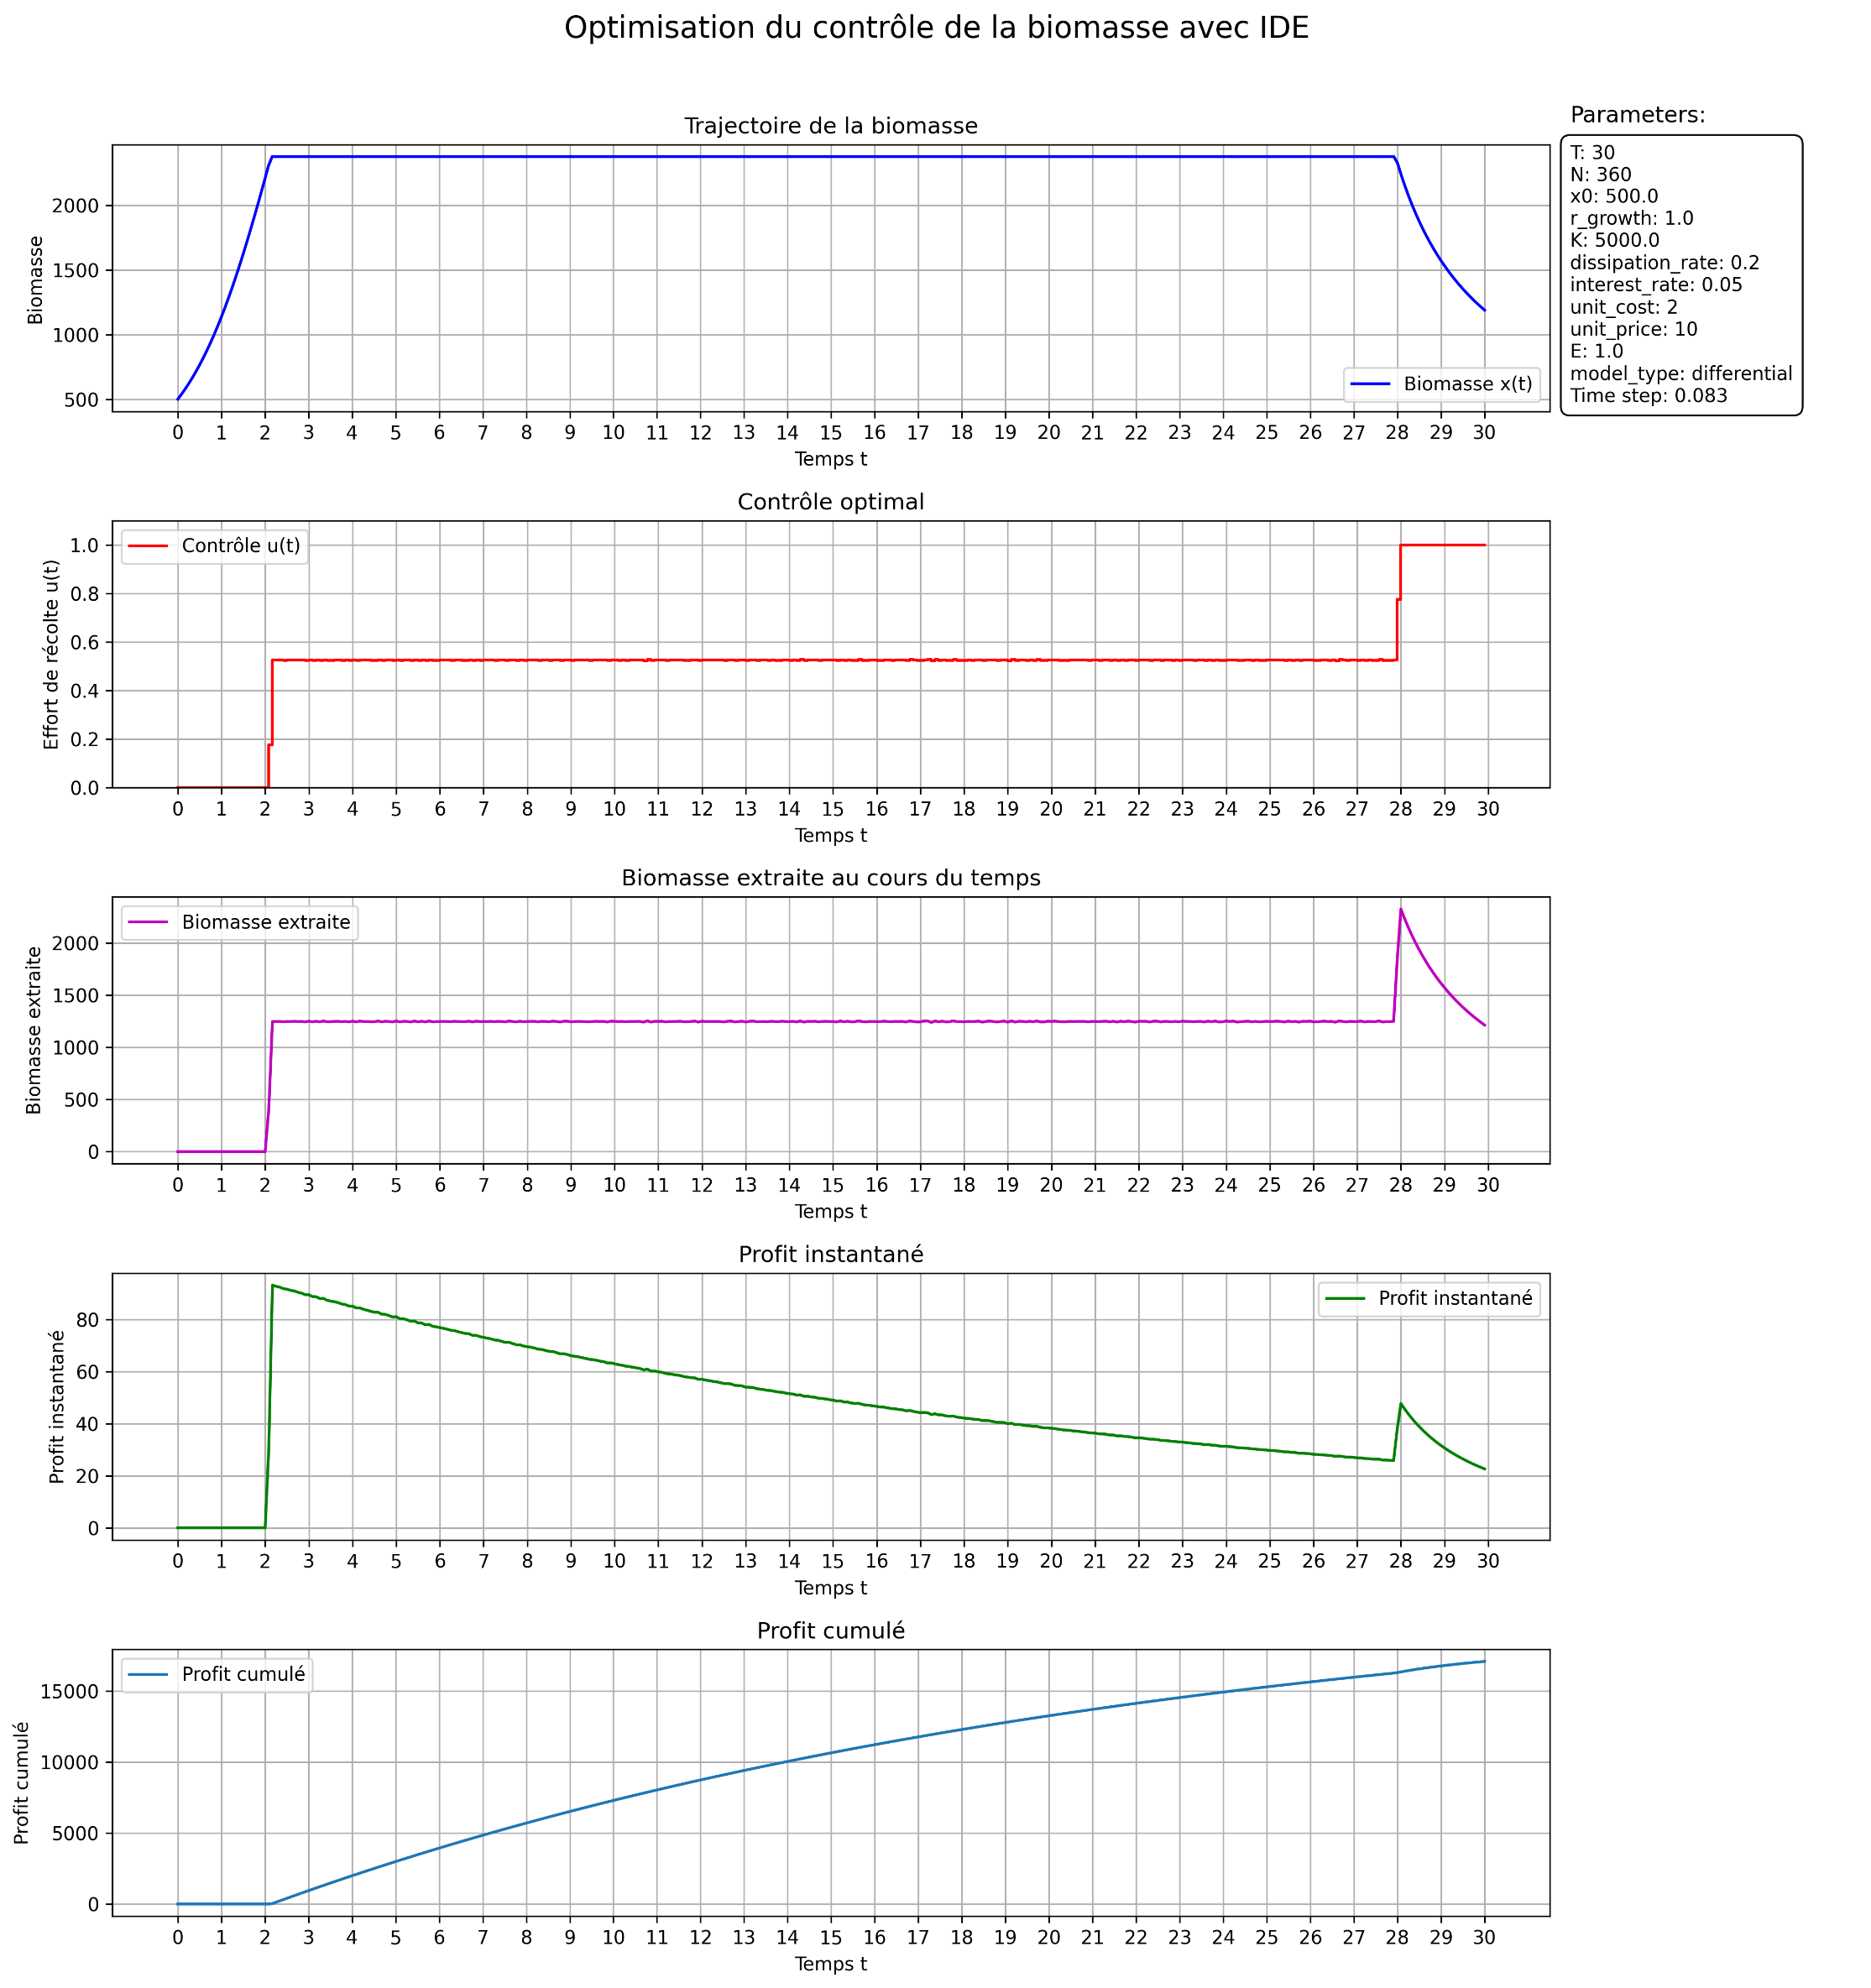 Optimisation du contrôle de la biomasse avec IDE
Trajectoire de la biomasse
Biomasse
2000
1500
1000
500
Biomasse x(t)
0 1 2 3 4 5 6 7 8 9 10 11 12 13 14 15 16 17 18 19 20 21 22 23 24 25 26 27 28 29 30
Temps t
Parameters:
T: 30
N: 360
x0: 500.0
r_growth: 1.0
K: 5000.0
dissipation_rate: 0.2
interest_rate: 0.05
unit_cost: 2
unit_price: 10
E: 1.0
model_type: differential
Time step: 0.083
Contrôle optimal
Effort de récolte u(t)
Contrôle u(t)
1.0
0.8
0.6
0.4
0.2
0.0
0 1 2 3 4 5 6 7 8 9 10 11 12 13 14 15 16 17 18 19 20 21 22 23 24 25 26 27 28 29 30
Temps t
Biomasse extraite au cours du temps
Biomasse extraite
Biomasse extraite
2000
1500
1000
500
0
0 1 2 3 4 5 6 7 8 9 10 11 12 13 14 15 16 17 18 19 20 21 22 23 24 25 26 27 28 29 30
Temps t
Profit instantané
Profit instantané
Profit instantané
80
60
40
20
0
0 1 2 3 4 5 6 7 8 9 10 11 12 13 14 15 16 17 18 19 20 21 22 23 24 25 26 27 28 29 30
Temps t
Profit cumulé
Profit cumulé
Profit cumulé
15000
10000
5000
0
0 1 2 3 4 5 6 7 8 9 10 11 12 13 14 15 16 17 18 19 20 21 22 23 24 25 26 27 28 29 30
Temps t